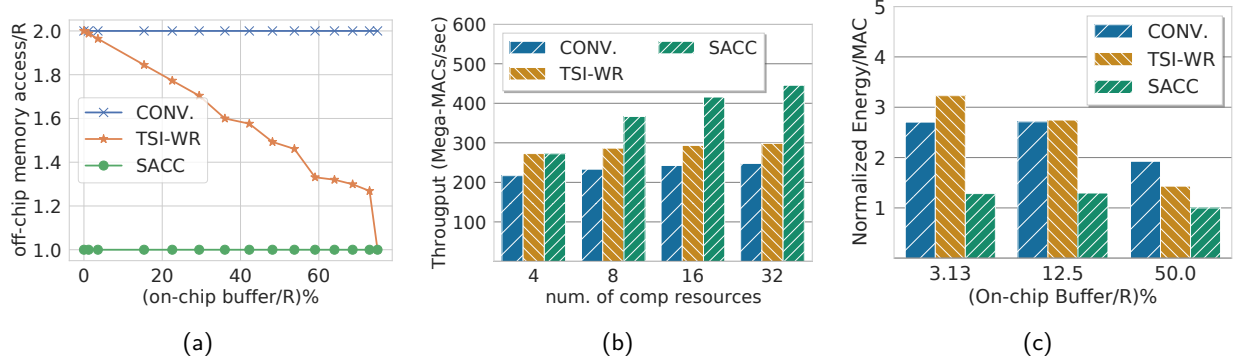 off-chip memory access/R
2.0
1.8
1.6
1.4
1.2
1.0
CONV.
TSI-WR
SACC
0 20 40 60
(on-chip buffer/R)%
(a)
Througput (Mega-MACs/sec)
600
500
400
300
200
100
CONV.
TSI-WR
SACC
4 8 16 32
num. of comp resources
(b)
Normalized Energy/MAC
5
4
3
2
1
CONV.
TSI-WR
SACC
3.13 12.5 50.0
(On-chip Buffer/R)%
(c)